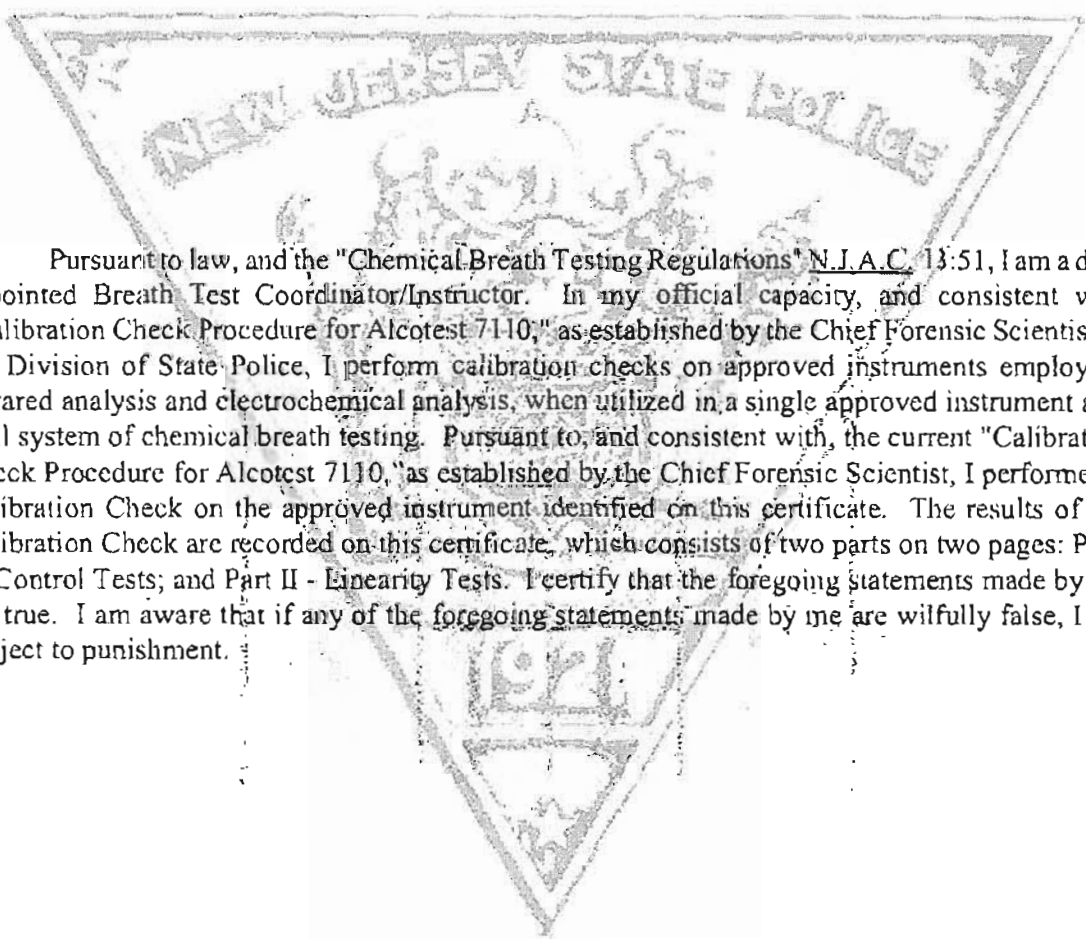 NEW JERSEY STATE POLICE
Pursuant to law, and the "Chemical Breath Testing Regulations" N.J.A.C. 13:51, I am a d
ointed Breath Test Coordinator/Instructor. In my official capacity, and consistent w
alibration Check Procedure for Alcotest 7110," as established by the Chief Forensic Scientis
Division of State Police, I perform calibration checks on approved instruments employ
ared analysis and electrochemical analysis, when utilized in a single approved instrument a
l system of chemical breath testing. Pursuant to, and consistent with, the current "Calibrat
eck Procedure for Alcotest 7110," as established by the Chief Forensic Scientist, I performe
ibration Check on the approved instrument identified on this certificate. The results of
ibration Check are recorded on this certificate, which consists of two parts on two pages: P
Control Tests; and Part II - Linearity Tests. I certify that the foregoing statements made by
true. I am aware that if any of the foregoing statements made by me are wilfully false, I
ject to punishment.
192